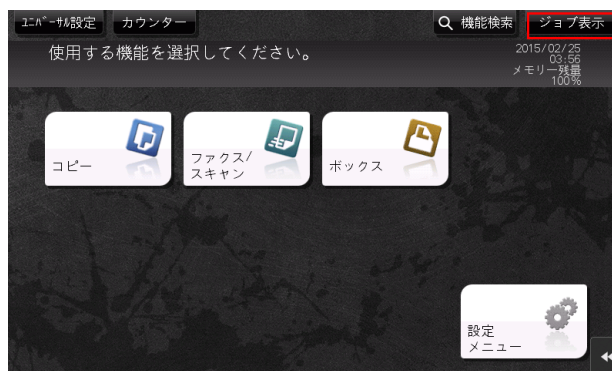 ﾕﾆﾊﾞｰｻﾙ設定 カウンター 機能検索 ジョブ表示
使用する機能を選択してください。
2015/02/25
03:56
メモリー残量
100%
コピー
ファクス/
スキャン
ボックス
設定
メニュー